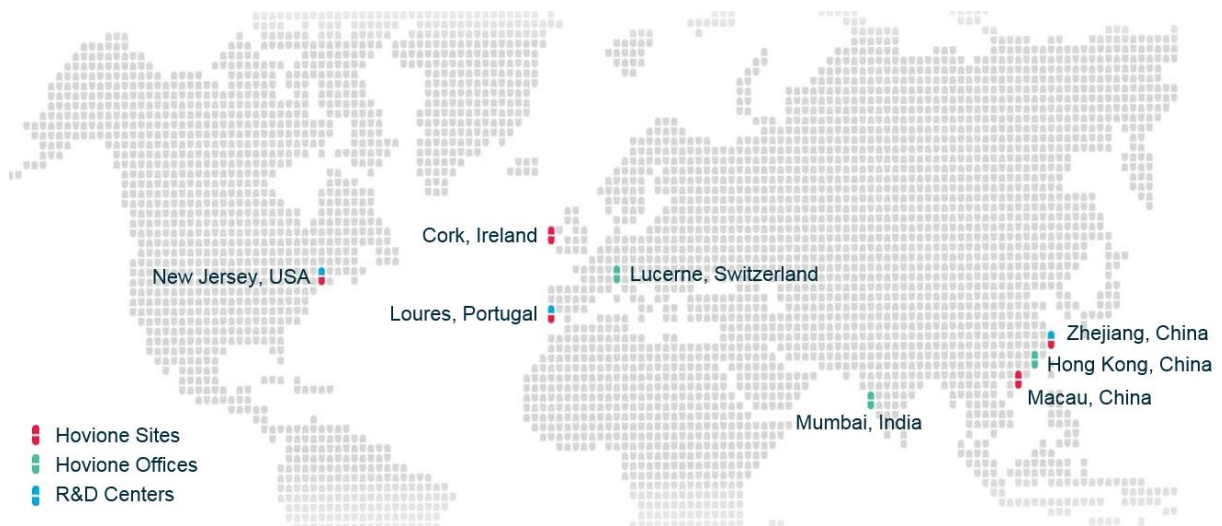 Cork, Ireland
New Jersey, USA
Lucerne, Switzerland
Loures, Portugal
Zhejiang, China
Hong Kong, China
Macau, China
Mumbai, India
Hovione Sites
Hovione Offices
R&D Centers